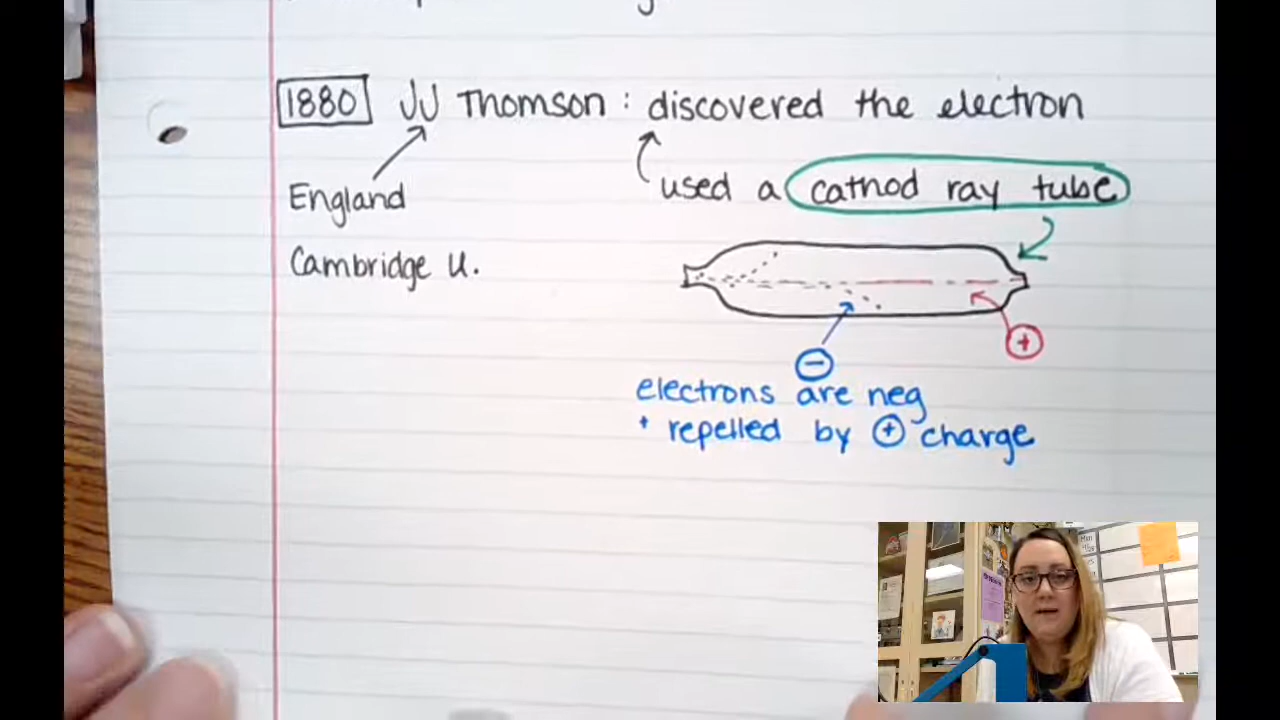 1880 JJ Thomson : discovered the electron
England
used a cathod ray tube
Cambridge U.
+
−
electrons are neg
+ repelled by + charge